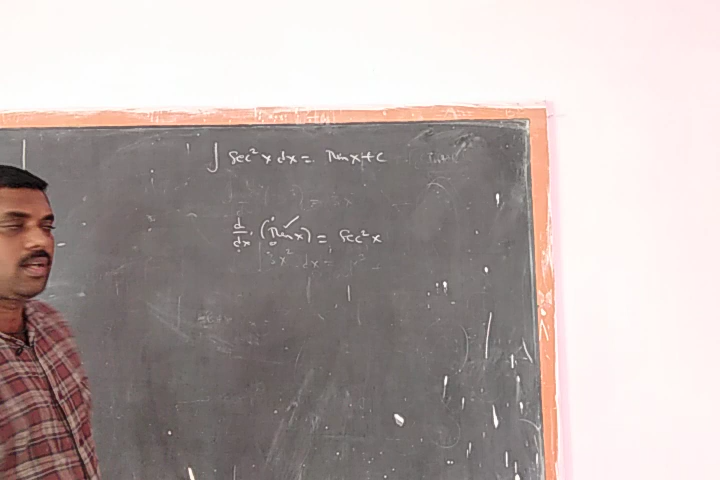 ∫ sec² x dx = Tan x + c
d/dx (Tan x) = sec² x